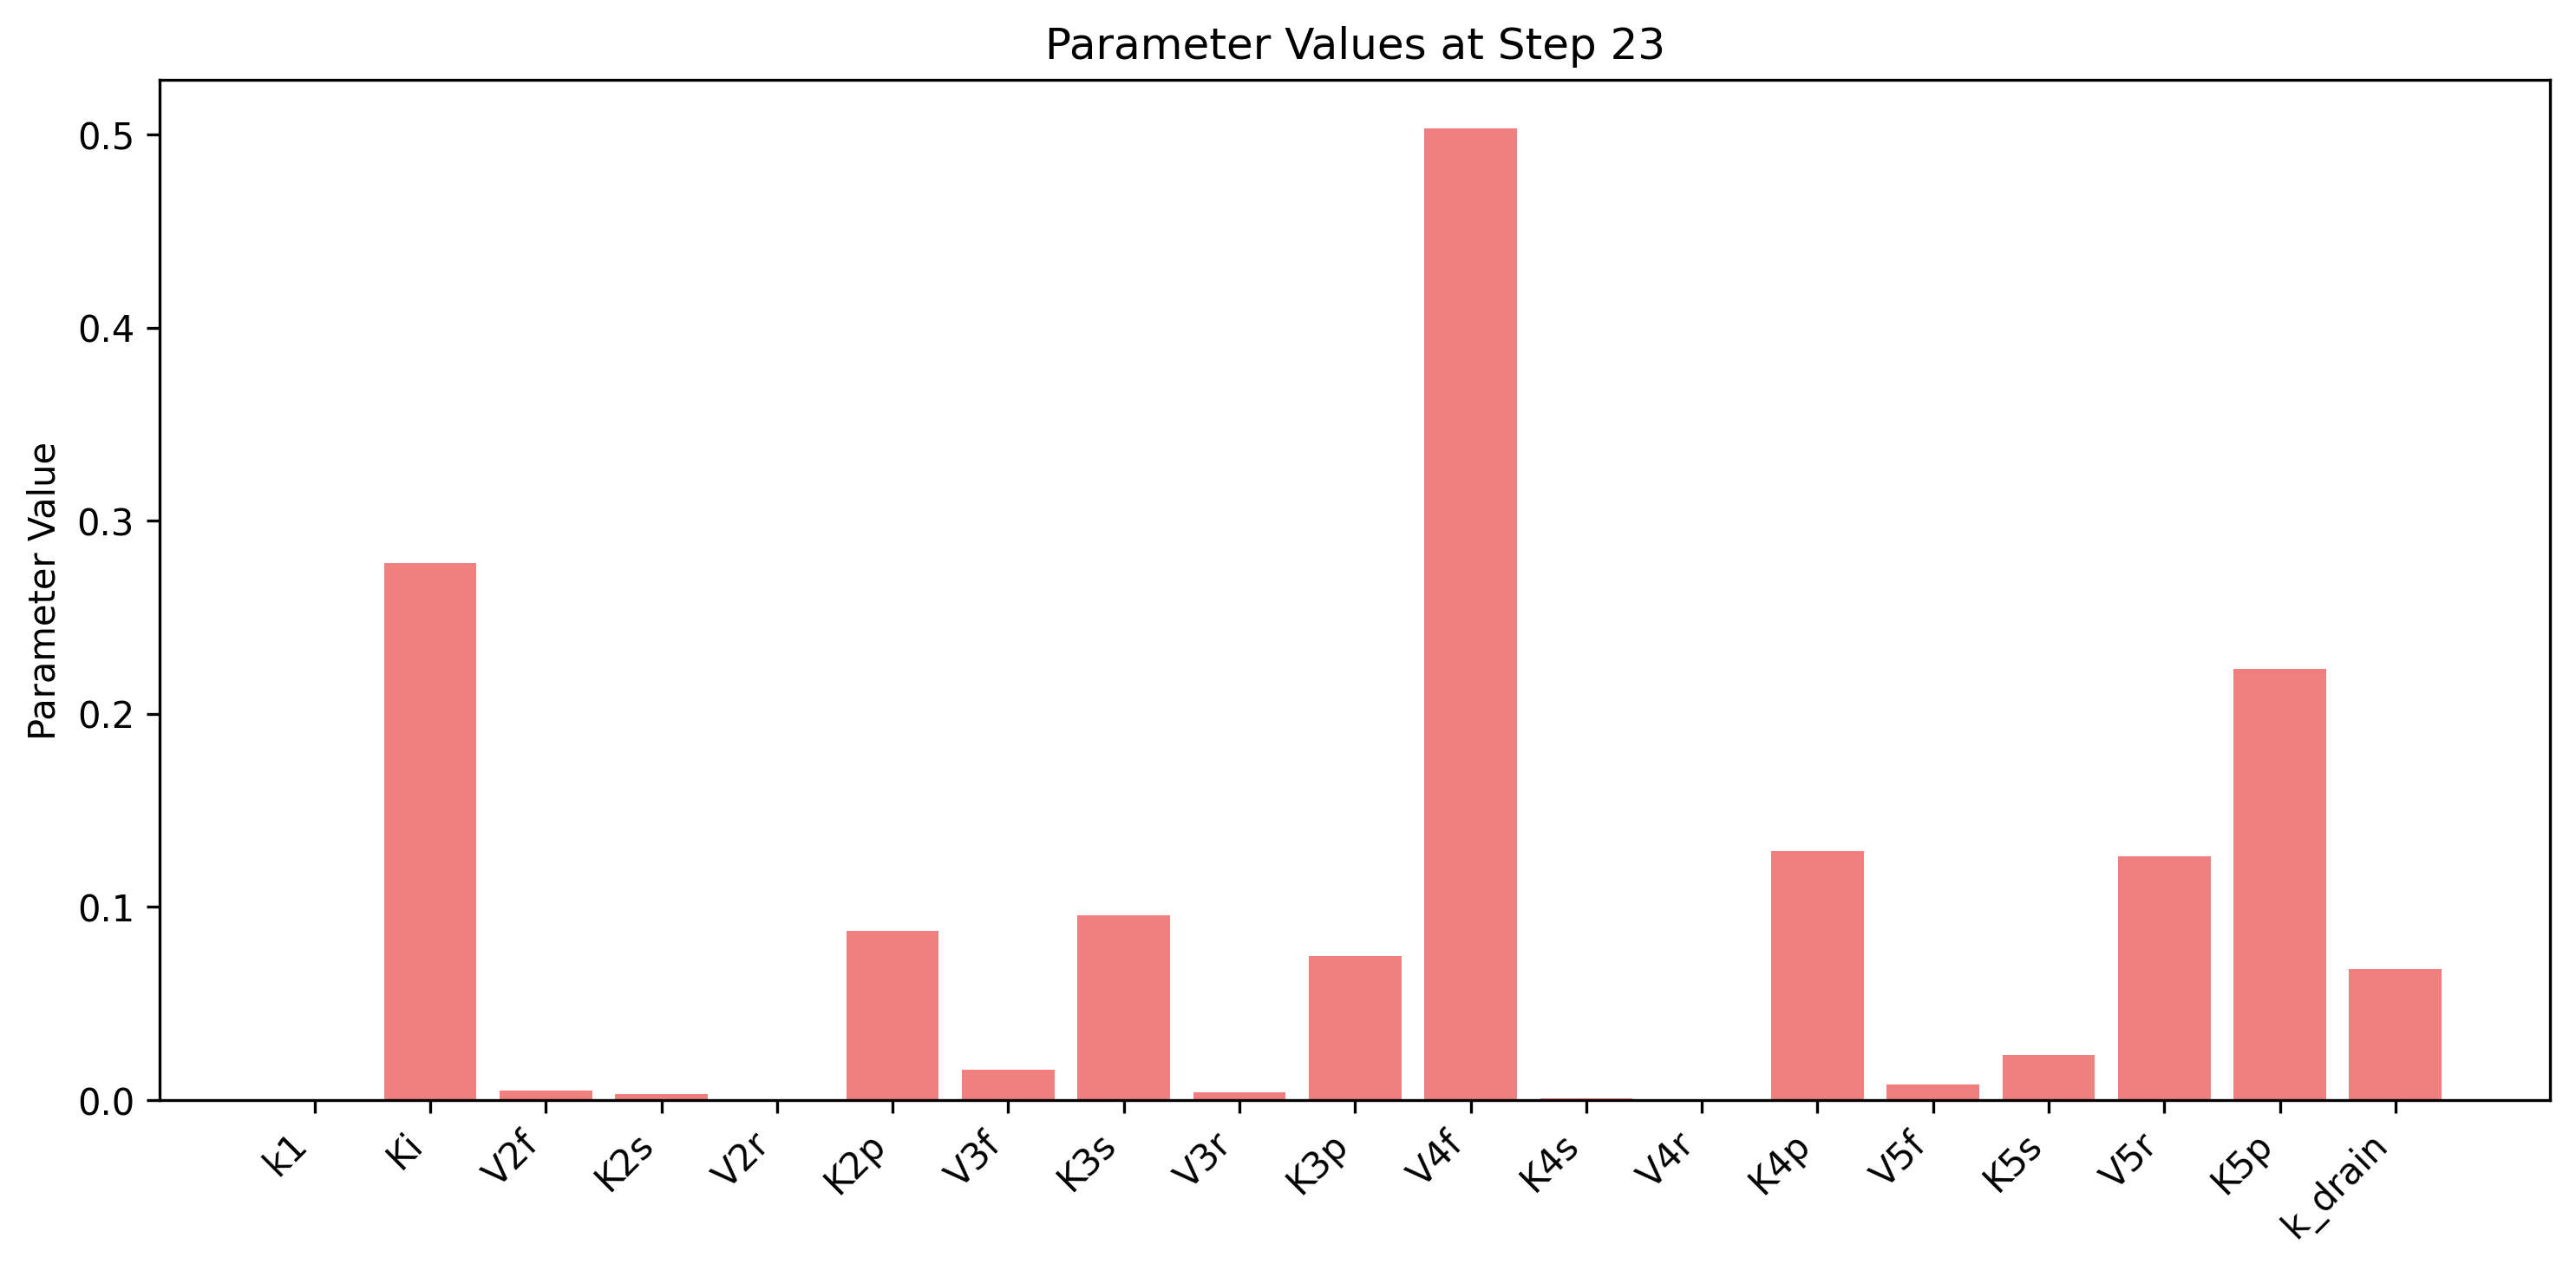 Parameter Values at Step 23
Parameter Value
0.5
0.4
0.3
0.2
0.1
0.0
k1
Ki
V2f
K2s
V2r
K2p
V3f
K3s
V3r
K3p
V4f
K4s
V4r
K4p
V5f
K5s
V5r
K5p
k_drain